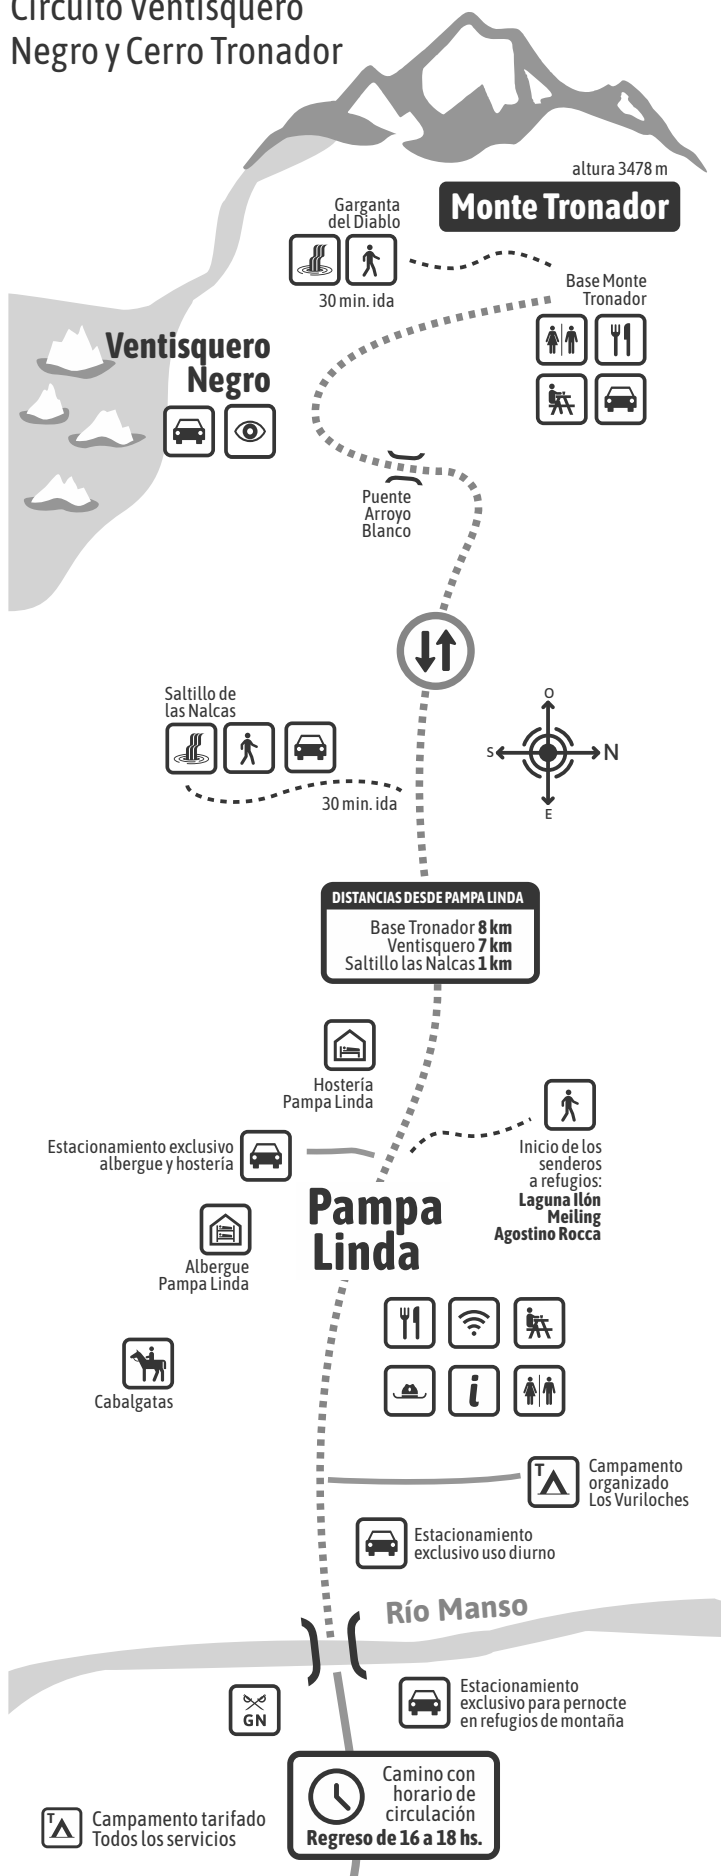 Circuito Ventisquero
Negro y Cerro Tronador
altura 3478 m
Monte Tronador
Garganta
del Diablo
30 min. ida
Base Monte
Tronador
Ventisquero
Negro
Puente
Arroyo
Blanco
Saltillo de
las Nalcas
30 min. ida
O
S
N
E
DISTANCIAS DESDE PAMPA LINDA
Base Tronador 8 km
Ventisquero 7 km
Saltillo las Nalcas 1 km
Hostería
Pampa Linda
Estacionamiento exclusivo
albergue y hostería
Inicio de los
senderos
a refugios:
Laguna Ilón
Meiling
Agostino Rocca
Pampa
Linda
Albergue
Pampa Linda
Cabalgatas
i
T
Campamento
organizado
Los Vuriloches
Estacionamiento
exclusivo uso diurno
Río Manso
GN
Estacionamiento
exclusivo para pernocte
en refugios de montaña
Camino con
horario de
circulación
Regreso de 16 a 18 hs.
T
Campamento tarifado
Todos los servicios